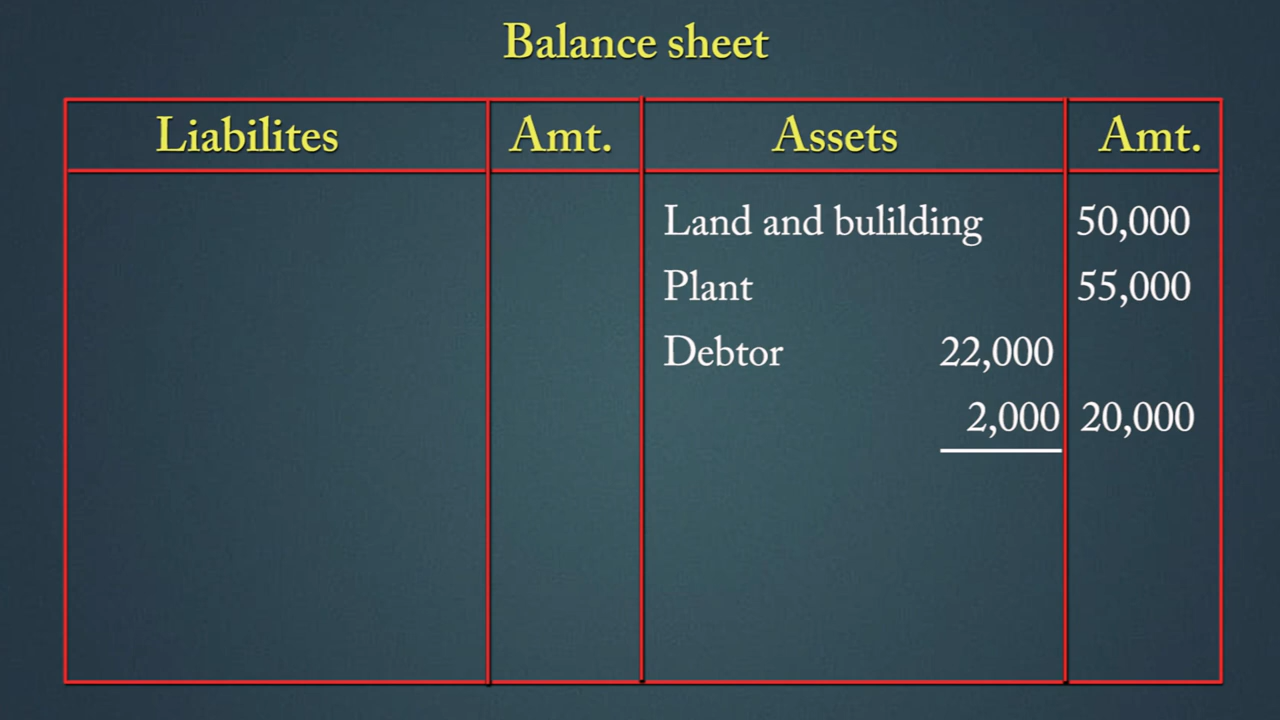 Balance sheet
Liabilites Amt. Assets Amt.
Land and bulilding 50,000
Plant 55,000
Debtor 22,000
2,000 20,000